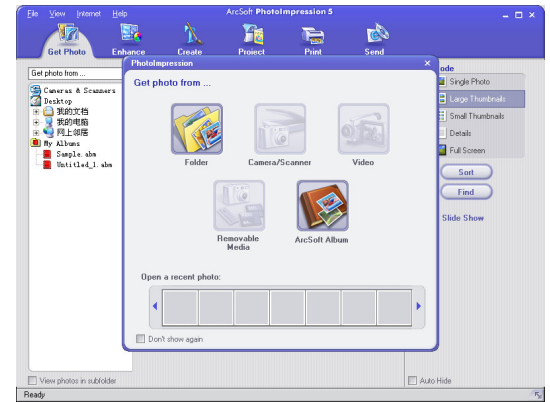 File View Internet Help
ArcSoft PhotoImpression 5
Get Photo Enhance Create Project Print Send
PhotoImpression
Get photo from ...
Cameras & Scanners
Desktop
我的文档
我的电脑
网上邻居
My Albums
Sample.abm
Untitled_1.abm
Get photo from ...
Folder Camera/Scanner Video
Removable
Media
ArcSoft Album
Open a recent photo:
Don't show again
ode
Single Photo
Large Thumbnails
Small Thumbnails
Details
Full Screen
Sort
Find
Slide Show
View photos in subfolder
Auto Hide
Ready